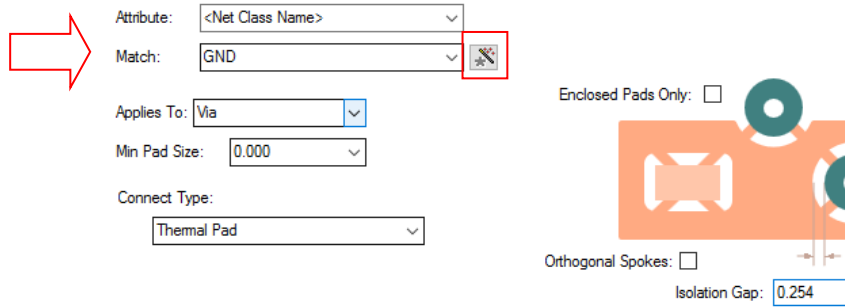 Attribute: <Net Class Name>
Match: GND
Enclosed Pads Only:
Applies To: Via
Min Pad Size: 0.000
Connect Type:
Thermal Pad
Orthogonal Spokes:
Isolation Gap: 0.254